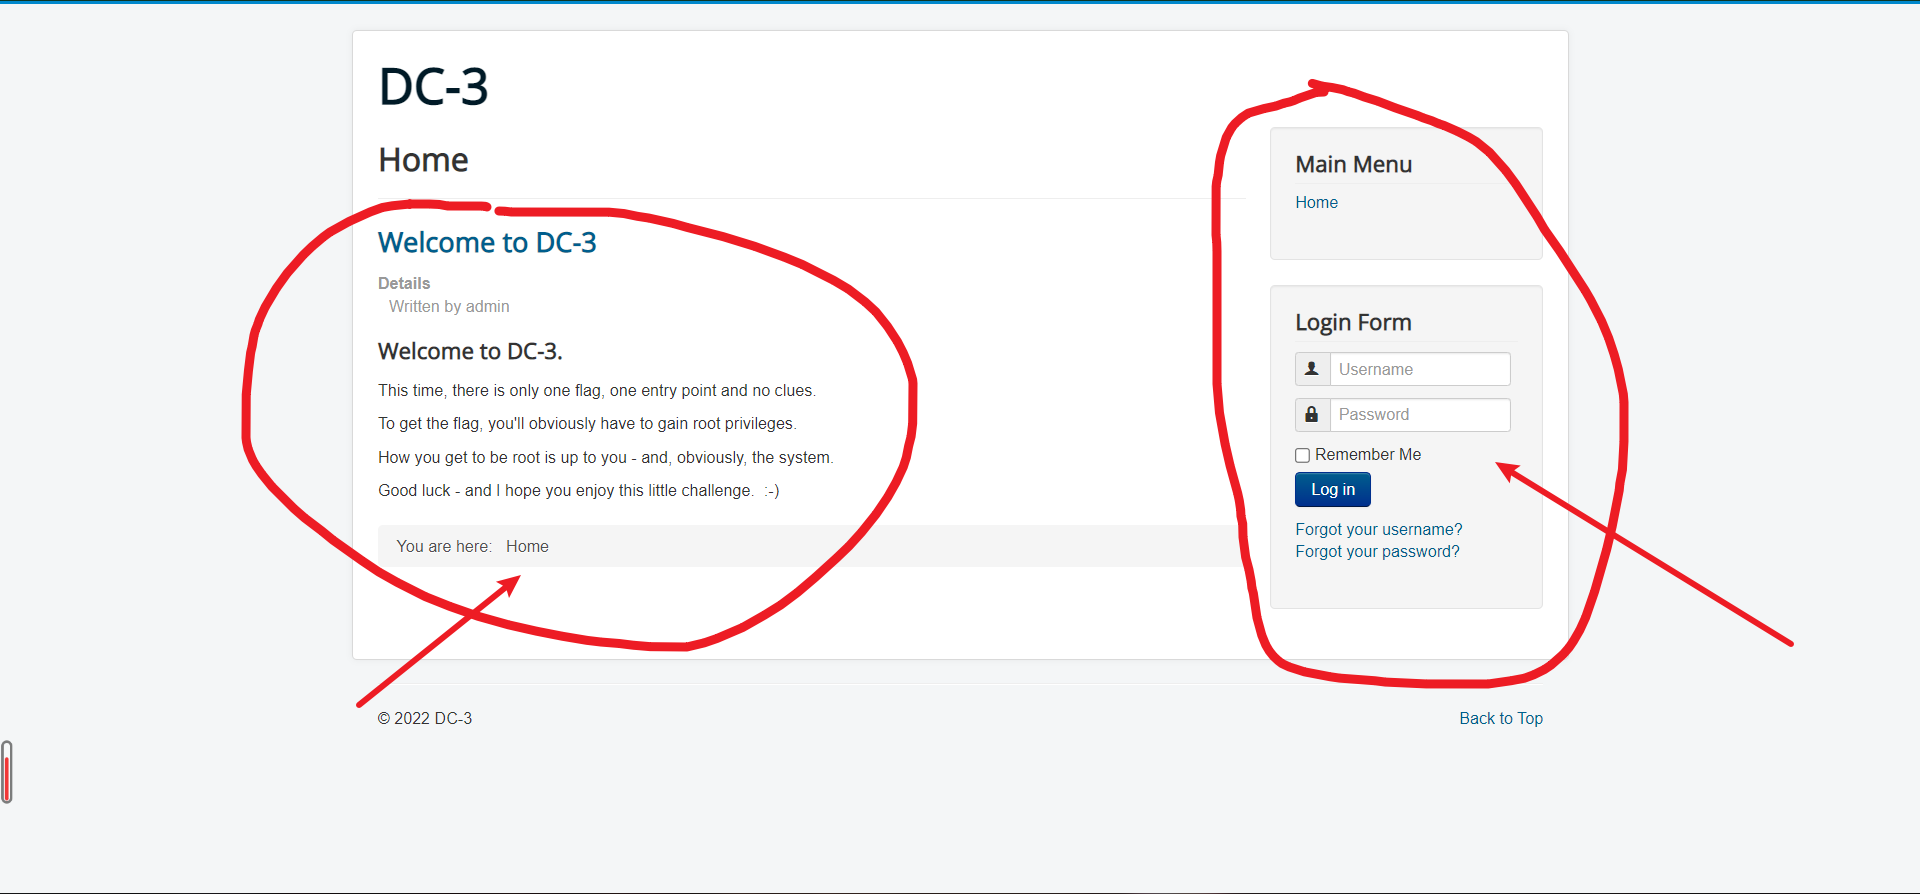 DC-3
Home
Welcome to DC-3
Details
Written by admin
Welcome to DC-3.
This time, there is only one flag, one entry point and no clues.
To get the flag, you'll obviously have to gain root privileges.
How you get to be root is up to you - and, obviously, the system.
Good luck - and I hope you enjoy this little challenge.  :-)
You are here:   Home
Main Menu
Home
Login Form
Username
Password
Remember Me
Log in
Forgot your username?
Forgot your password?
© 2022 DC-3
Back to Top